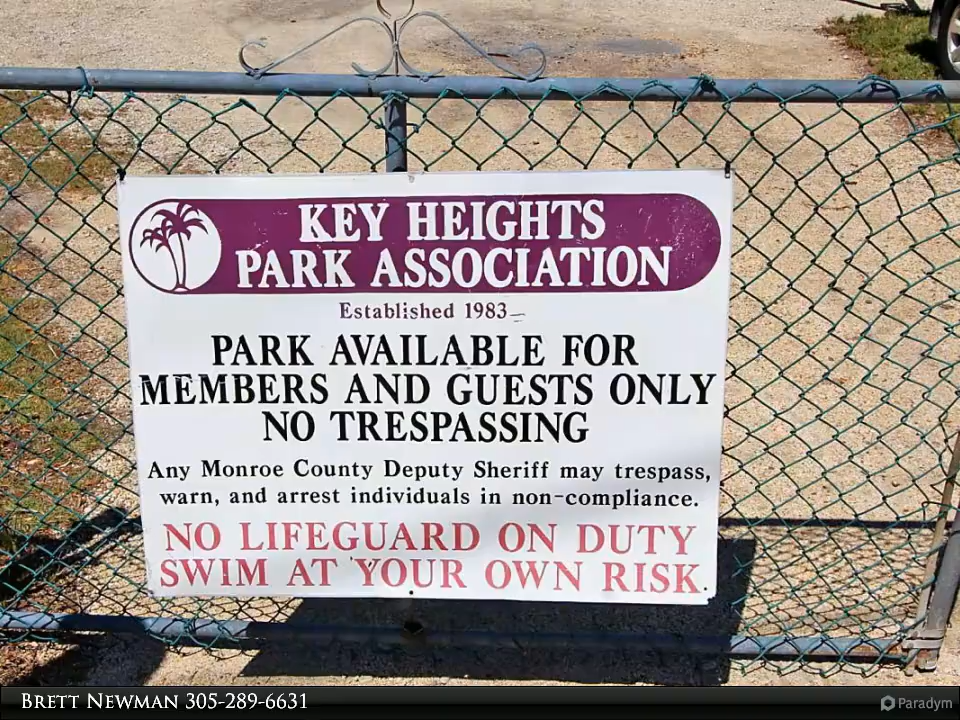 KEY HEIGHTS
PARK ASSOCIATION
Established 1983
PARK AVAILABLE FOR
MEMBERS AND GUESTS ONLY
NO TRESPASSING
Any Monroe County Deputy Sheriff may trespass,
warn, and arrest individuals in non-compliance.
NO LIFEGUARD ON DUTY
SWIM AT YOUR OWN RISK
BRETT NEWMAN 305-289-6631
Paradym